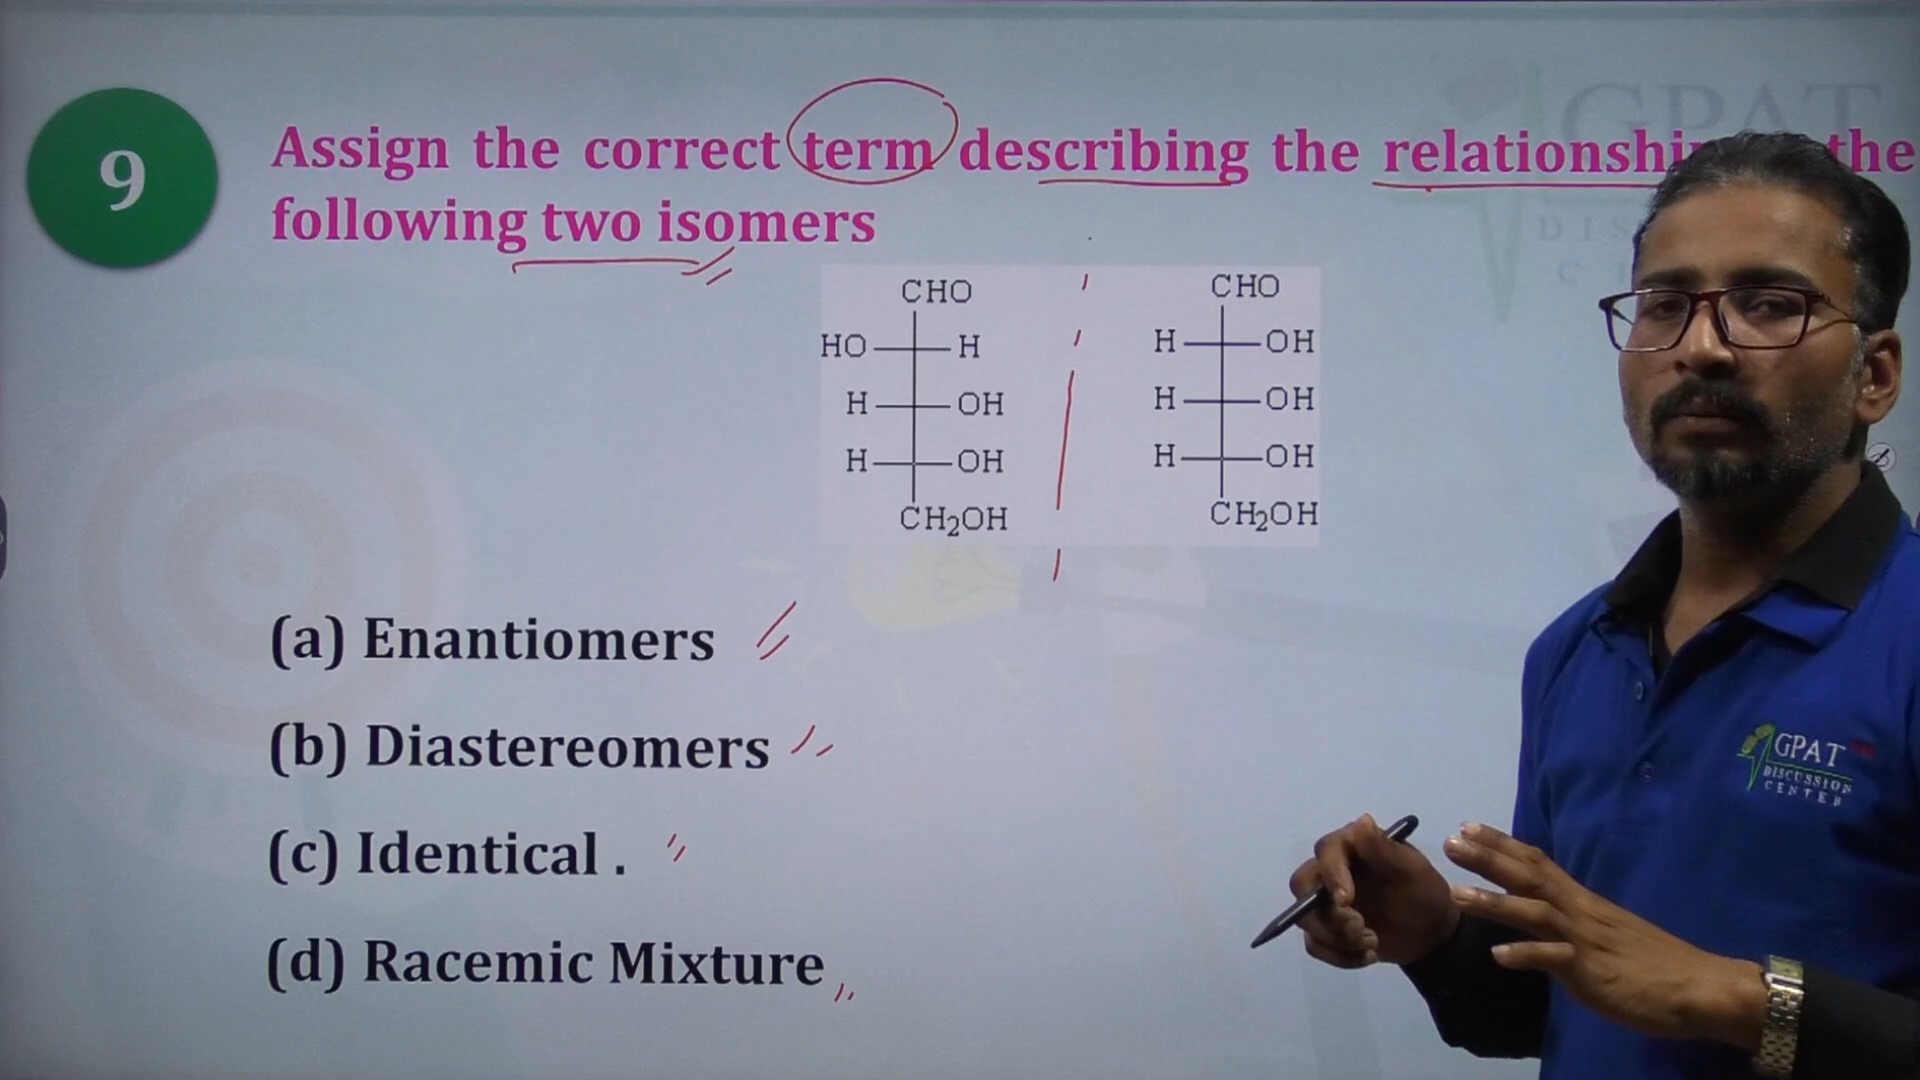 9
Assign the correct term describing the the
following two isomers
CHO
HO H
H OH
H OH
CH₂OH
CHO
H OH
H OH
H OH
CH₂OH
(a) Enantiomers
(b) Diastereomers
(c) Identical .
(d) Racemic Mixture
GPAT
GPAT
DISCUSSION
CENTER